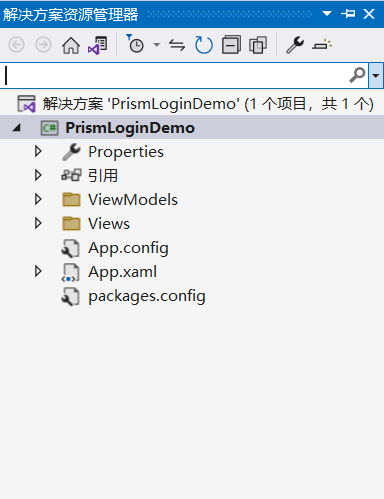 解决方案资源管理器
解决方案 'PrismLoginDemo' (1 个项目，共 1 个)
C# PrismLoginDemo
Properties
引用
ViewModels
Views
App.config
App.xaml
packages.config